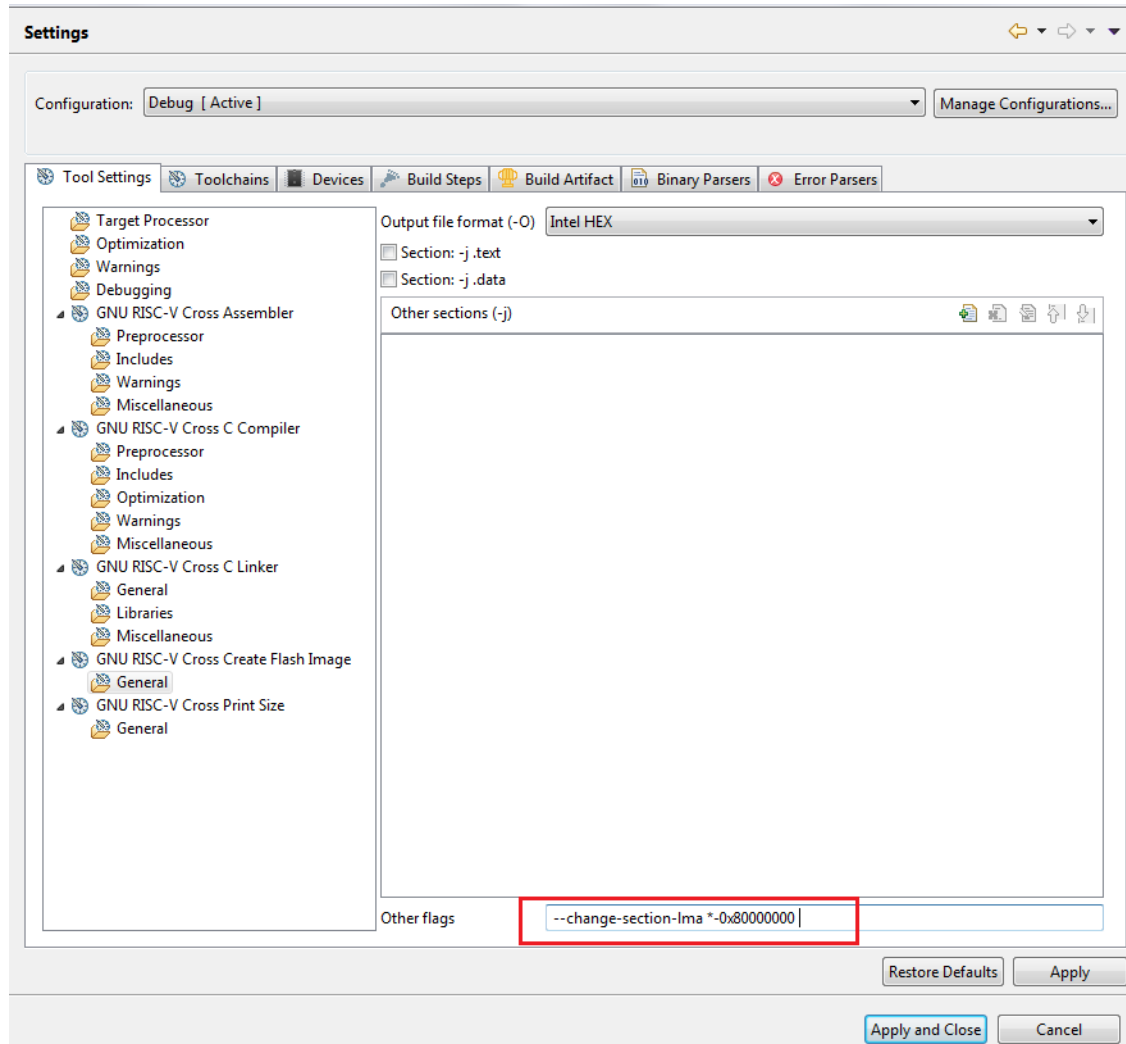 Settings
Configuration: Debug [ Active ] Manage Configurations...
Tool Settings Toolchains Devices Build Steps Build Artifact Binary Parsers Error Parsers
Target Processor
Optimization
Warnings
Debugging
GNU RISC-V Cross Assembler
Preprocessor
Includes
Warnings
Miscellaneous
GNU RISC-V Cross C Compiler
Preprocessor
Includes
Optimization
Warnings
Miscellaneous
GNU RISC-V Cross C Linker
General
Libraries
Miscellaneous
GNU RISC-V Cross Create Flash Image
General
GNU RISC-V Cross Print Size
General
Output file format (-O) Intel HEX
Section: -j .text
Section: -j .data
Other sections (-j)
Other flags --change-section-lma *-0x80000000
Restore Defaults Apply
Apply and Close Cancel